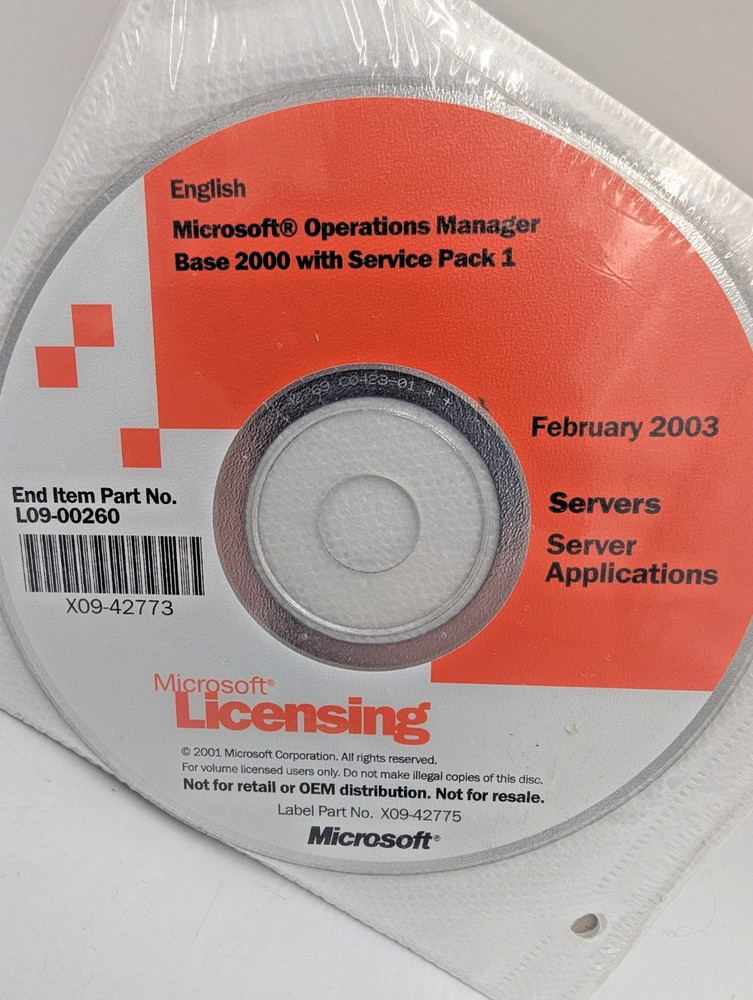 English
Microsoft® Operations Manager
Base 2000 with Service Pack 1
C0423-01 + +
February 2003
Servers
Server
Applications
End Item Part No.
L09-00260
X09-42773
Microsoft®
Licensing
© 2001 Microsoft Corporation. All rights reserved.
For volume licensed users only. Do not make illegal copies of this disc.
Not for retail or OEM distribution. Not for resale.
Label Part No. X09-42775
Microsoft®